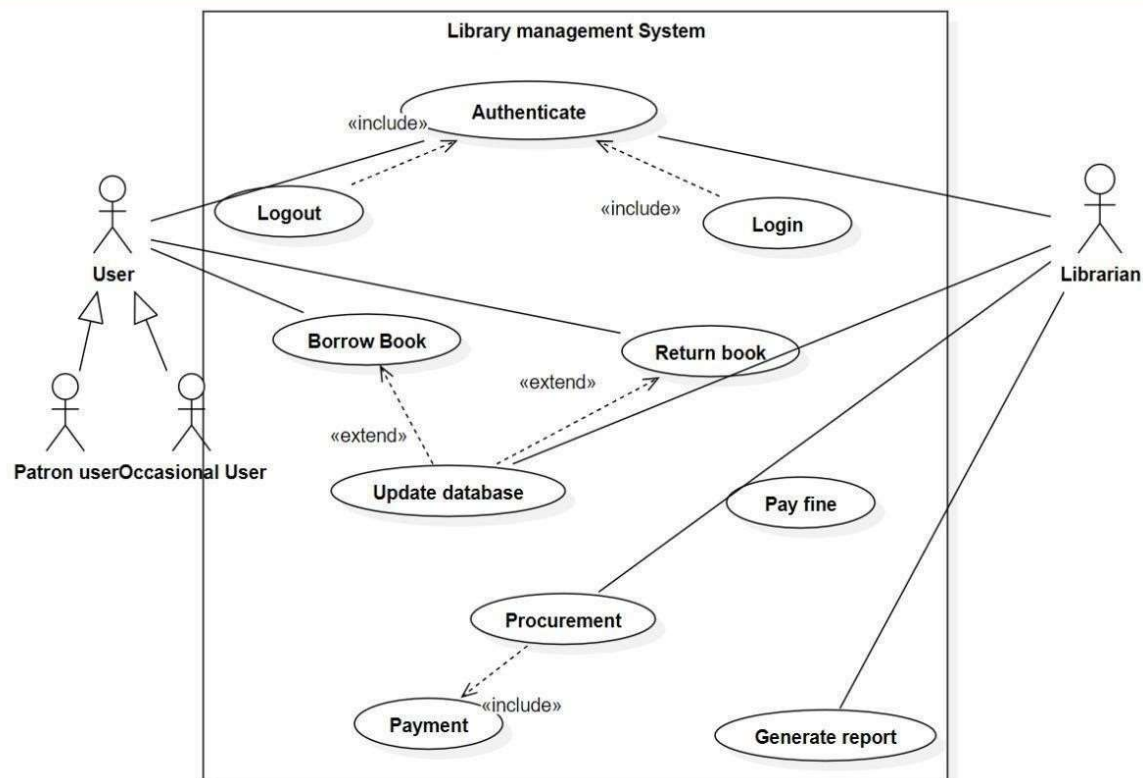 Library management System
Authenticate
«include»
Logout
«include»
Login
User
Librarian
Borrow Book
Return book
«extend»
«extend»
Patron user
Occasional User
Update database
Pay fine
Procurement
«include»
Payment
Generate report